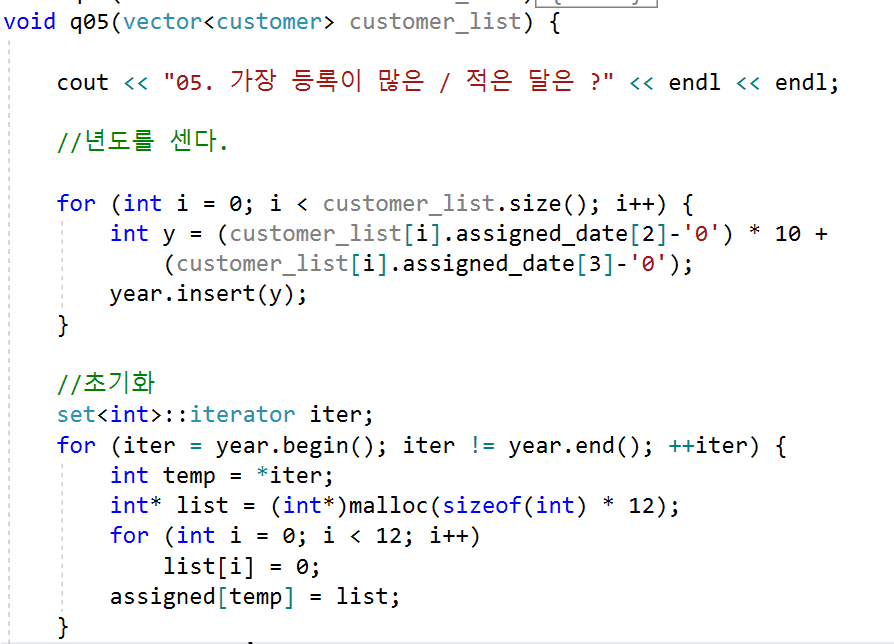 void q05(vector<customer> customer_list) {
cout << "05. 가장 등록이 많은 / 적은 달은 ?" << endl << endl;
//년도를 센다.
for (int i = 0; i < customer_list.size(); i++) {
int y = (customer_list[i].assigned_date[2]-'0') * 10 +
(customer_list[i].assigned_date[3]-'0');
year.insert(y);
}
//초기화
set<int>::iterator iter;
for (iter = year.begin(); iter != year.end(); ++iter) {
int temp = *iter;
int* list = (int*)malloc(sizeof(int) * 12);
for (int i = 0; i < 12; i++)
list[i] = 0;
assigned[temp] = list;
}